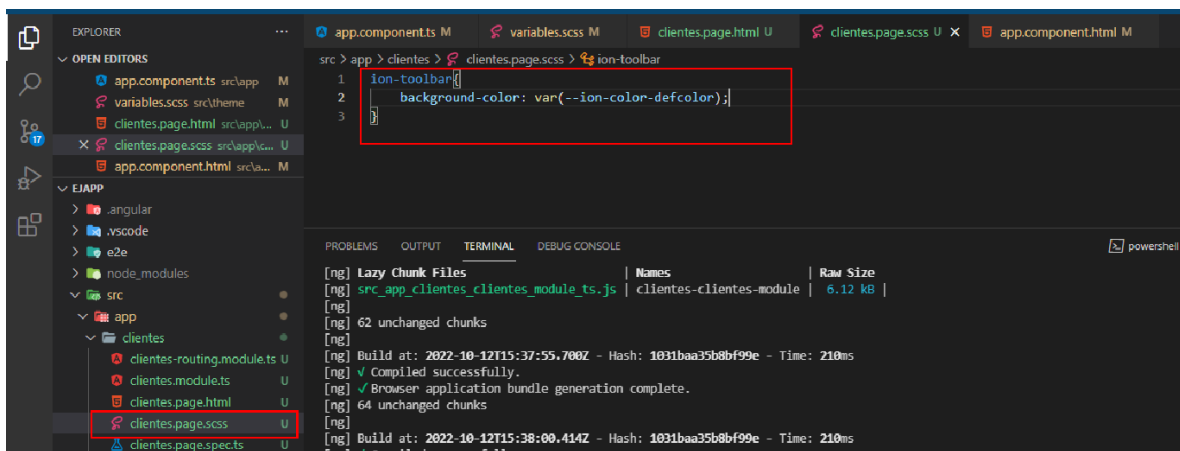 EXPLORER
OPEN EDITORS
app.component.ts src\app M
variables.scss src\theme M
clientes.page.html src\app\... U
clientes.page.scss src\app\c... U
app.component.html src\a... M
17
EJAPP
.angular
.vscode
e2e
node_modules
src
app
clientes
clientes-routing.module.ts U
clientes.module.ts U
clientes.page.html U
clientes.page.scss U
clientes.page.spec.ts U
app.component.ts M
variables.scss M
clientes.page.html U
clientes.page.scss U
app.component.html M
src > app > clientes > clientes.page.scss > ion-toolbar
1 ion-toolbar{
2 background-color: var(--ion-color-defcolor);
3 }
PROBLEMS OUTPUT TERMINAL DEBUG CONSOLE
powershell
[ng] Lazy Chunk Files | Names | Raw Size
[ng] src_app_clientes_clientes_module_ts.js | clientes-clientes-module | 6.12 kB |
[ng]
[ng] 62 unchanged chunks
[ng]
[ng] Build at: 2022-10-12T15:37:55.700Z - Hash: 1031baa35b8bf99e - Time: 210ms
[ng] √ Compiled successfully.
[ng] √ Browser application bundle generation complete.
[ng] 64 unchanged chunks
[ng]
[ng] Build at: 2022-10-12T15:38:00.414Z - Hash: 1031baa35b8bf99e - Time: 210ms